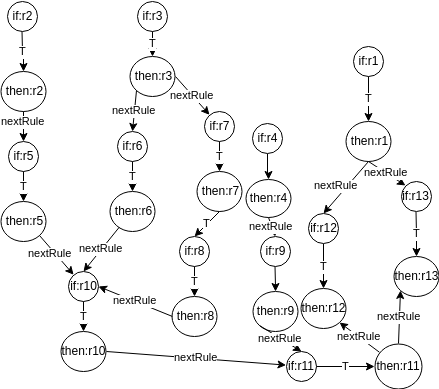 if:r2
if:r3
T
T
if:r1
then:r3
then:r2
nextRule
T
nextRule
nextRule
if:r7
if:r4
then:r1
if:r6
if:r5
T
nextRule
nextRule
T
T
then:r7
then:r4
if:r13
then:r6
then:r5
T
nextRule
if:r12
T
nextRule
nextRule
if:r8
if:r9
T
then:r13
if:r10
T
nextRule
then:r12
then:r9
T
then:r8
nextRule
nextRule
nextRule
then:r10
nextRule
if:r11
T
then:r11